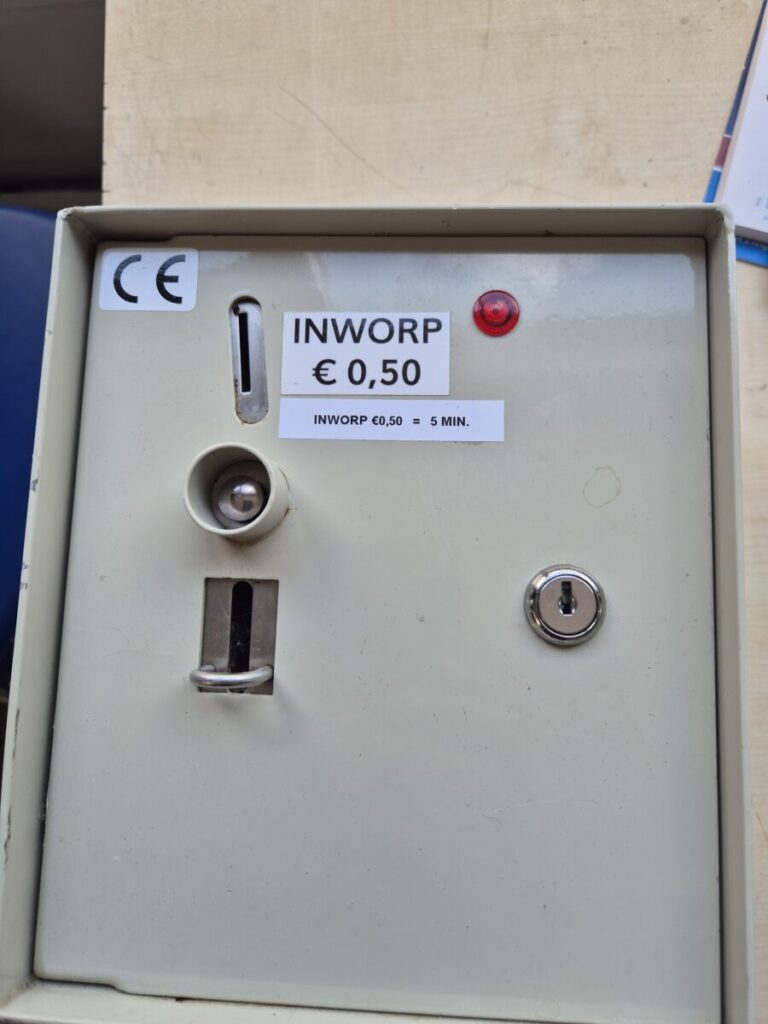 CE
INWORP
€ 0,50
INWORP €0,50 = 5 MIN.